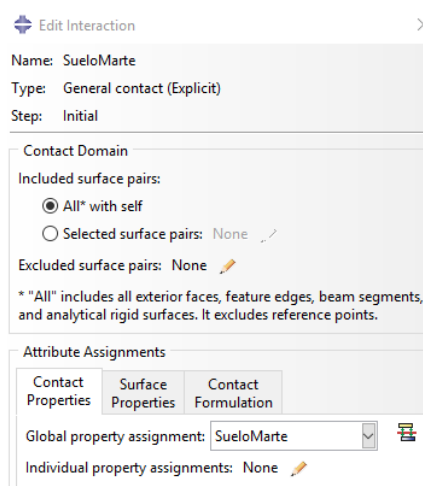 Edit Interaction
Name: SueloMarte
Type: General contact (Explicit)
Step: Initial
Contact Domain
Included surface pairs:
All* with self
Selected surface pairs: None
Excluded surface pairs: None
* "All" includes all exterior faces, feature edges, beam segments,
and analytical rigid surfaces. It excludes reference points.
Attribute Assignments
Contact Properties
Surface Properties
Contact Formulation
Global property assignment: SueloMarte
Individual property assignments: None